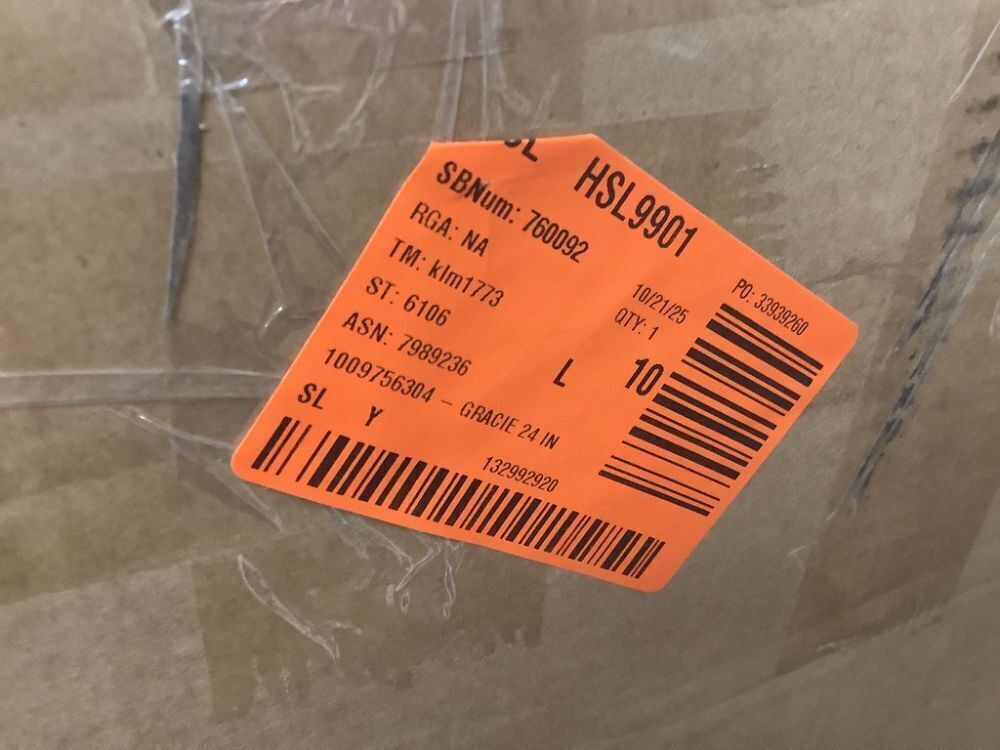 HSL9901
SBNum: 760092
RGA: NA
TM: klm1773
10/21/25
PO: 33939260
ST: 6106
QTY: 1
ASN: 7989236
L
10
1009756304 – GRACIE 24 IN
SL
Y
132992920